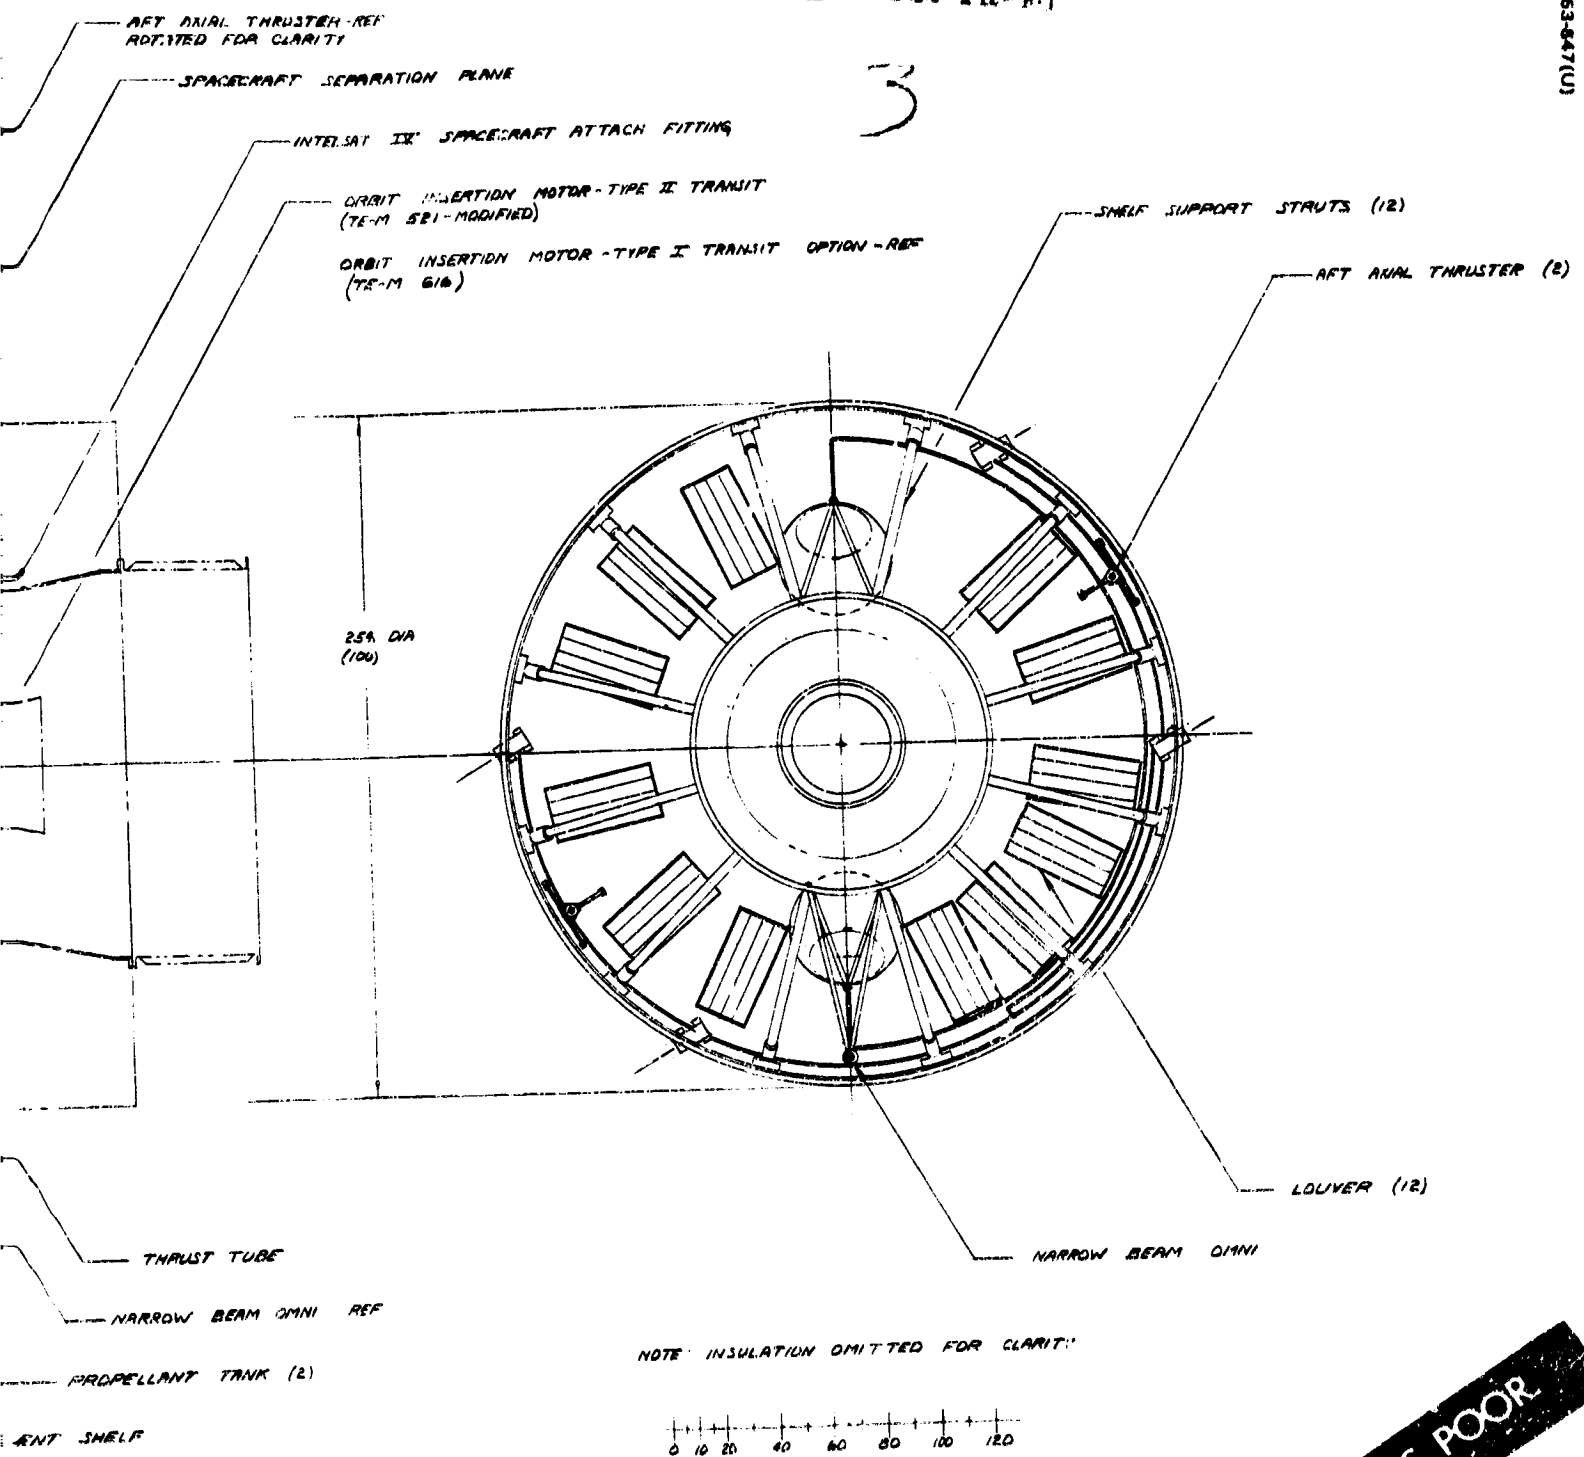 AFT AXIAL THRUSTER-REF
ROTATED FOR CLARITY
53-847(U)
SPACECRAFT SEPARATION PLANE
3
INTELSAT IV SPACECRAFT ATTACH FITTING
ORBIT INSERTION MOTOR-TYPE II TRANSIT
(TE-M 521-MODIFIED)
ORBIT INSERTION MOTOR-TYPE I TRANSIT OPTION-REF
(TE-M 616)
SHELF SUPPORT STRUTS (12)
AFT AXIAL THRUSTER (2)
254 DIA
(100)
LOUVER (12)
NARROW BEAM OMNI
THRUST TUBE
NARROW BEAM OMNI REF
PROPELLANT TANK (2)
SHELF
NOTE INSULATION OMITTED FOR CLARITY
0 10 20 40 60 80 100 120
POOR